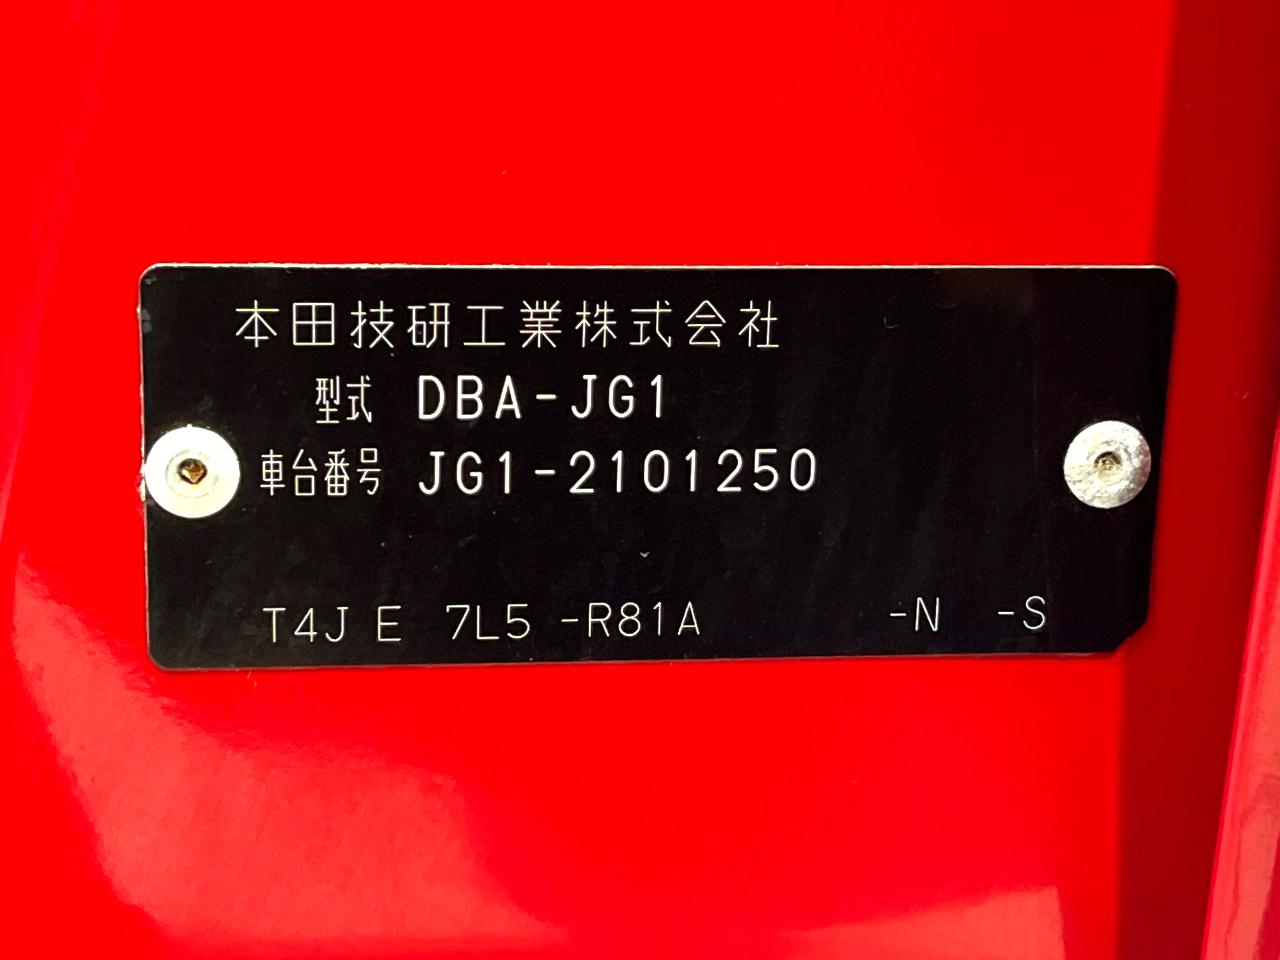 本田技研工業株式会社
型式 DBA-JG1
車台番号 JG1-2101250
T4J E 7L5 -R81A -N -S